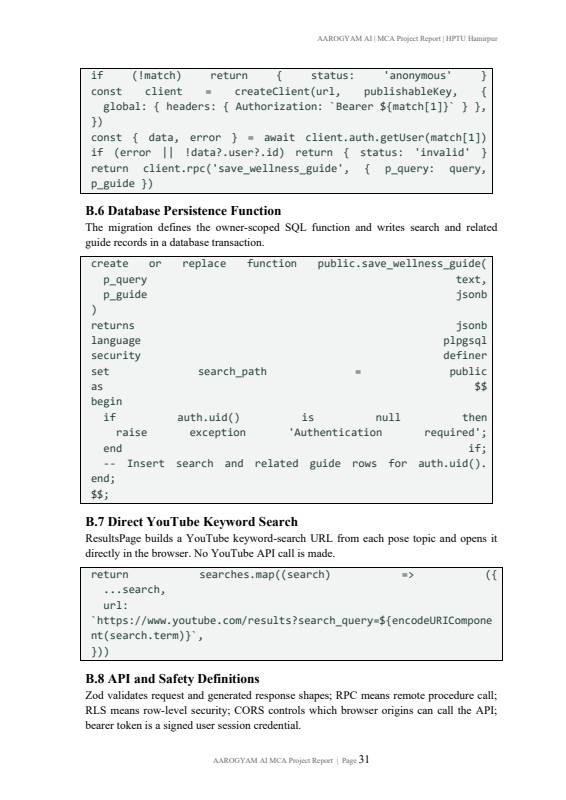 AAROGYAM AI | MCA Project Report | HPTU Hamirpur
if (!match) return { status: 'anonymous' }
const client = createClient(url, publishableKey, {
  global: { headers: { Authorization: `Bearer ${match[1]}` } },
})
const { data, error } = await client.auth.getUser(match[1])
if (error || !data?.user?.id) return { status: 'invalid' }
return client.rpc('save_wellness_guide', { p_query: query,
p_guide })
B.6 Database Persistence Function
The migration defines the owner-scoped SQL function and writes search and related
guide records in a database transaction.
create or replace function public.save_wellness_guide(
  p_query text,
  p_guide jsonb
)
returns jsonb
language plpgsql
security definer
set search_path = public
as $$
begin
  if auth.uid() is null then
    raise exception 'Authentication required';
  end if;
  -- Insert search and related guide rows for auth.uid().
end;
$$;
B.7 Direct YouTube Keyword Search
ResultsPage builds a YouTube keyword-search URL from each pose topic and opens it
directly in the browser. No YouTube API call is made.
return searches.map((search) => ({
  ...search,
  url:
`https://www.youtube.com/results?search_query=${encodeURICompone
nt(search.term)}`,
}))
B.8 API and Safety Definitions
Zod validates request and generated response shapes; RPC means remote procedure call;
RLS means row-level security; CORS controls which browser origins can call the API;
bearer token is a signed user session credential.
AAROGYAM AI MCA Project Report | Page 31